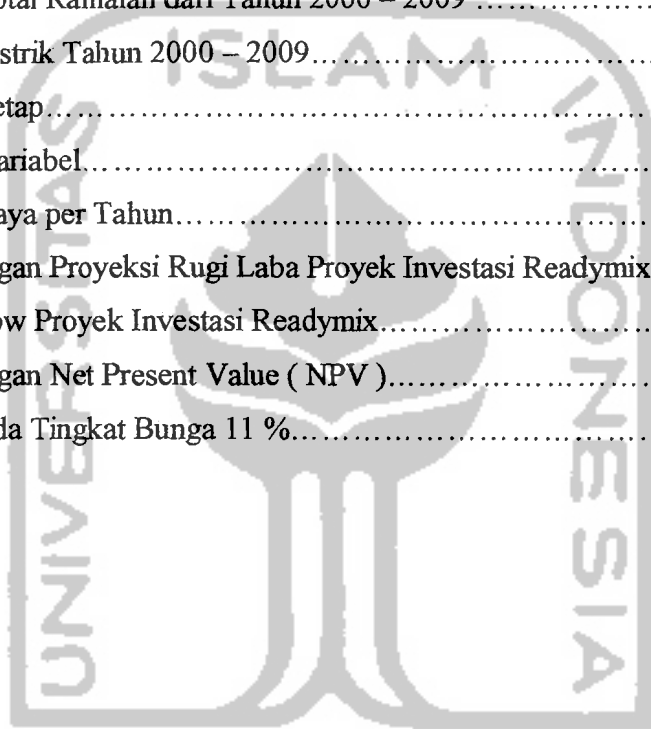 otal Ramalan dari Tahun 2000 – 2009 ..................
strik Tahun 2000 – 2009..............................
etap.......................................................
ariabel....................................................
aya per Tahun..........................................
gan Proyeksi Rugi Laba Proyek Investasi Readymix
ow Proyek Investasi Readymix.......................
gan Net Present Value ( NPV ).......................
da Tingkat Bunga 11 %................................
ISLAM
UNIVERSITAS
INDONESIA